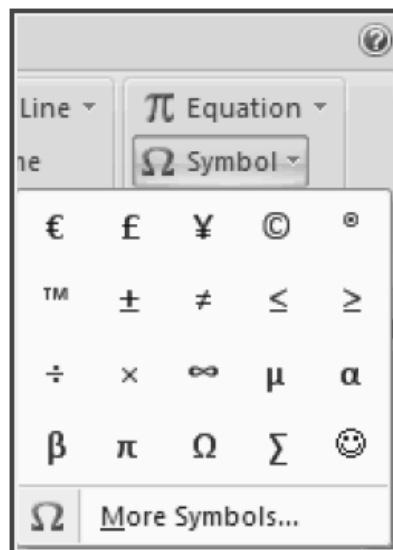 Line
ne
π Equation
Ω Symbol
€ £ ¥ © ®
™ ± ≠ ≤ ≥
÷ × ∞ µ α
β π Ω ∑ ☺
Ω More Symbols...